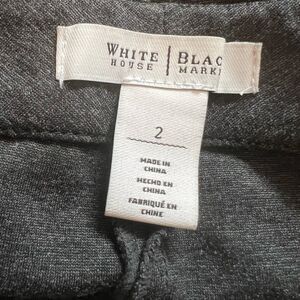 WHITE | BLAC
HOUSE | MARK
2
MADE IN
CHINA
HECHO EN
CHINA
FABRIQUÉ EN
CHINE